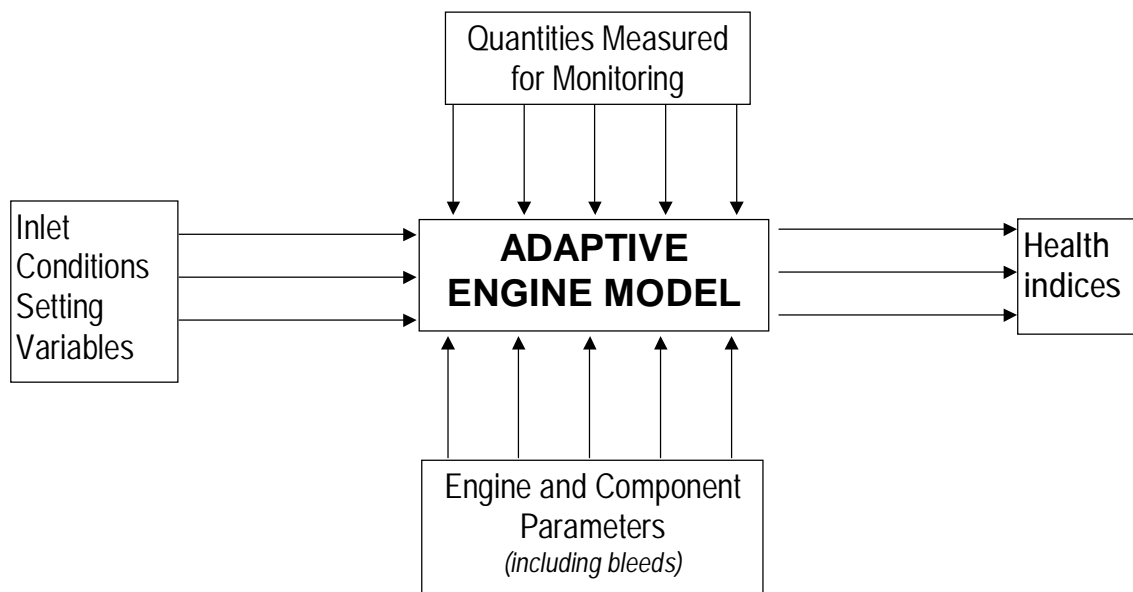 Quantities Measured
for Monitoring
Inlet
Conditions
Setting
Variables
ADAPTIVE
ENGINE MODEL
Health
indices
Engine and Component
Parameters
(including bleeds)